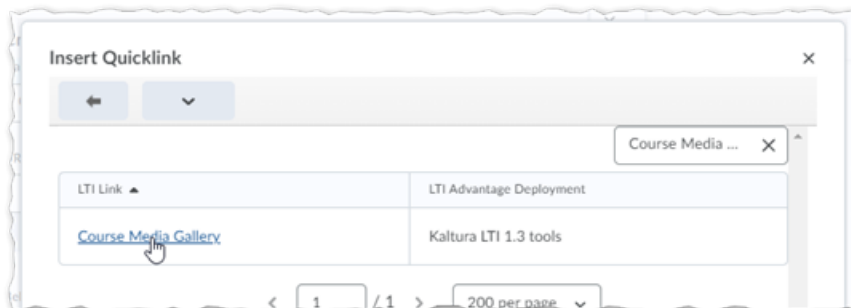 Insert Quicklink
Course Media ...
LTI Link LTI Advantage Deployment
Course Media Gallery Kaltura LTI 1.3 tools
1 / 1 200 per page